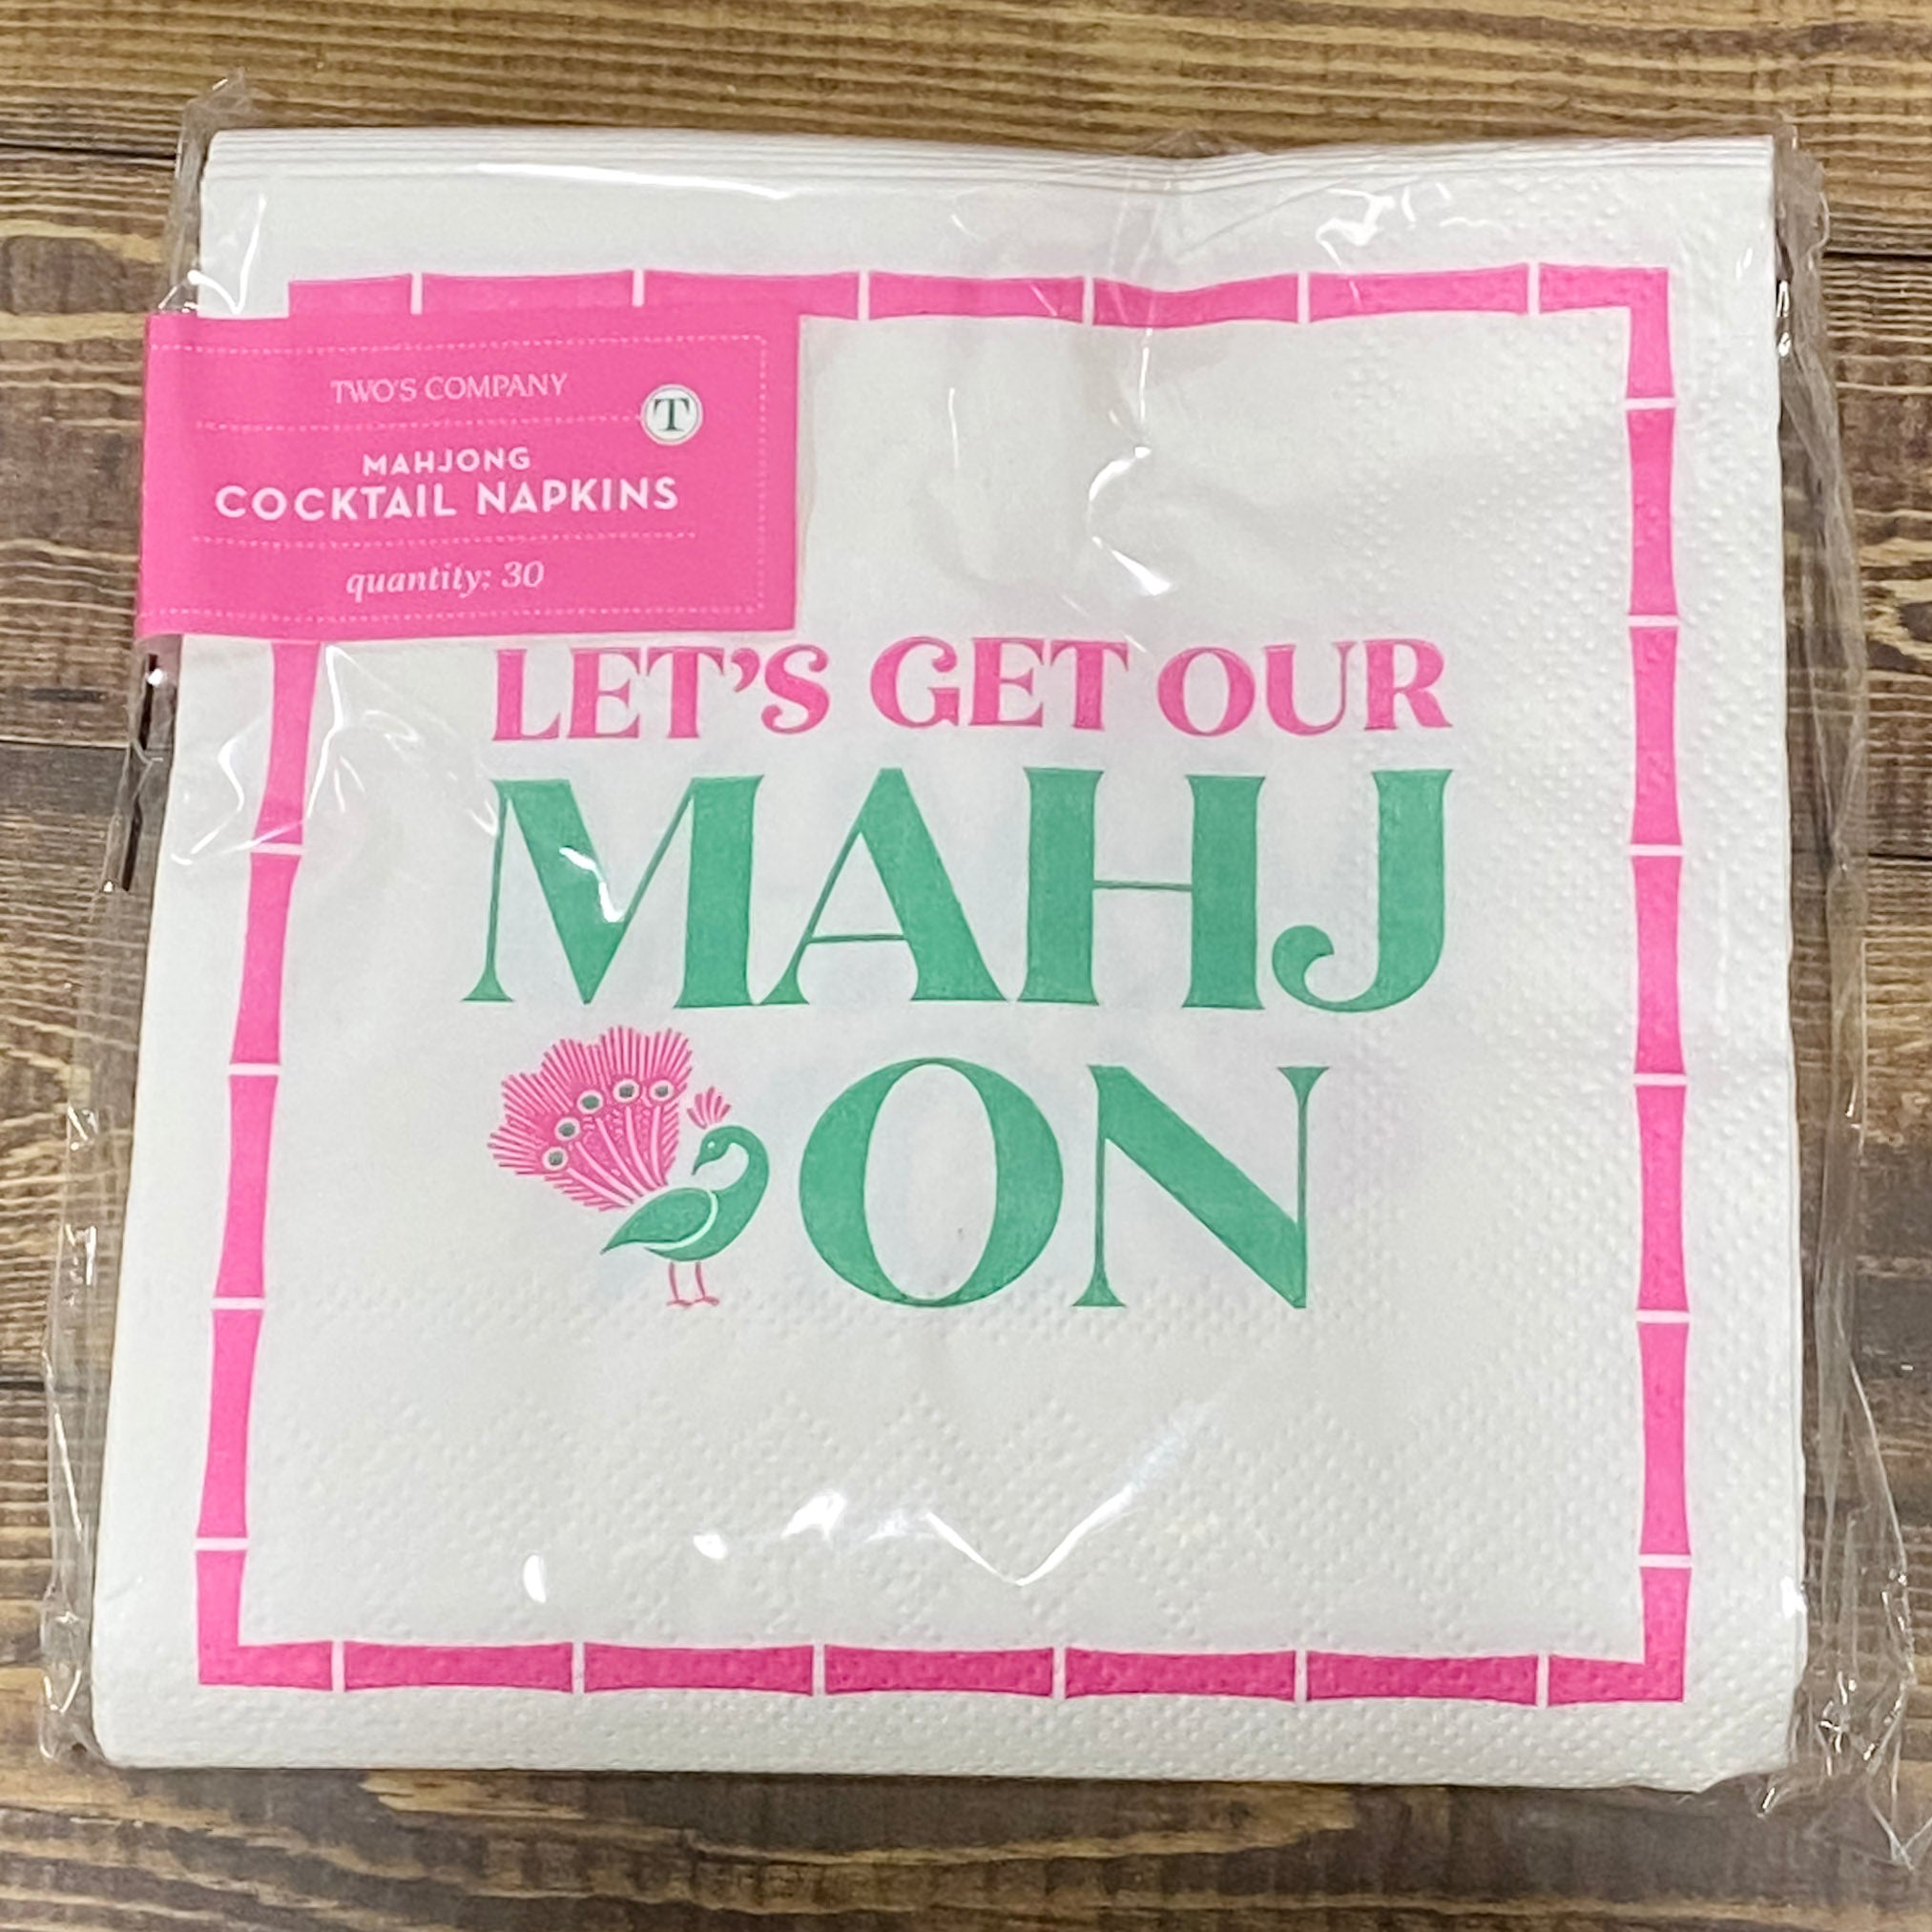 TWO'S COMPANY
T
MAHJONG
COCKTAIL NAPKINS
quantity: 30
LET'S GET OUR
MAHJ
ON